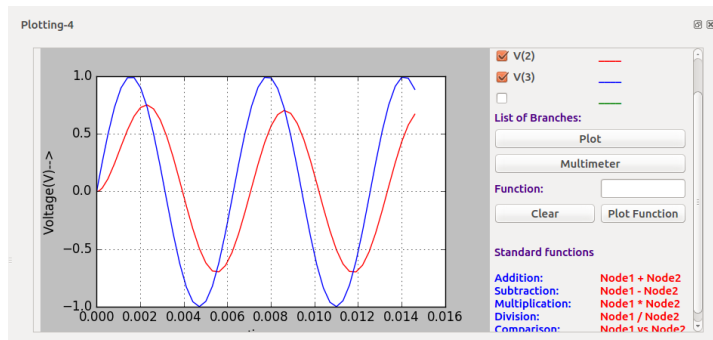 Plotting-4
V(2)
V(3)
List of Branches:
Plot
Multimeter
Function:
Clear
Plot Function
Standard functions
Addition: Node1 + Node2
Subtraction: Node1 - Node2
Multiplication: Node1 * Node2
Division: Node1 / Node2
Comparison: Node1 vs Node2
Voltage(V)-->
1.0
0.5
0.0
−0.5
−1.0
0.000 0.002 0.004 0.006 0.008 0.010 0.012 0.014 0.016